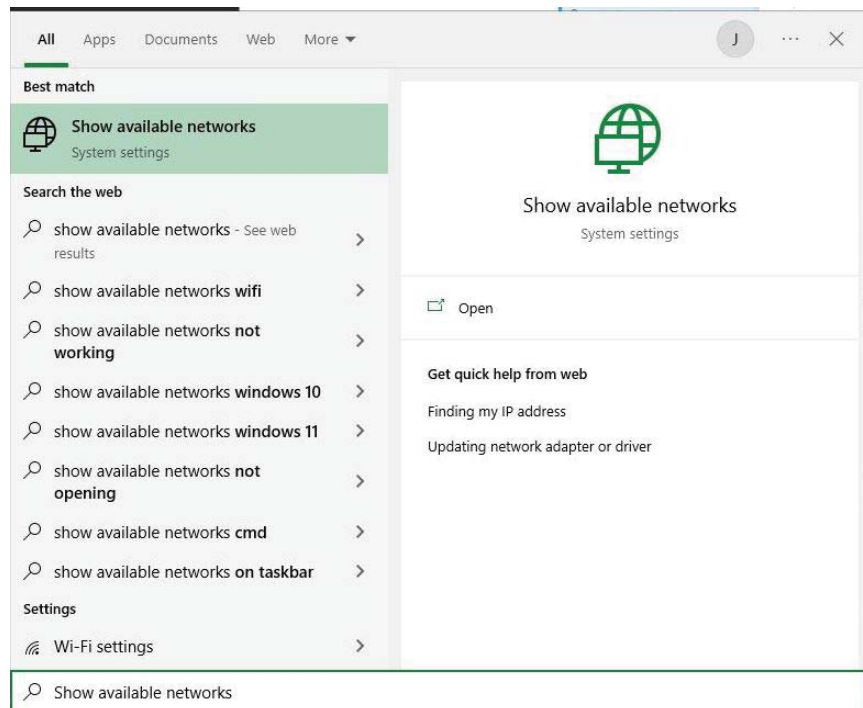 All Apps Documents Web More
J
Best match
Show available networks
System settings
Search the web
show available networks - See web
results
show available networks wifi
show available networks not
working
show available networks windows 10
show available networks windows 11
show available networks not
opening
show available networks cmd
show available networks on taskbar
Settings
Wi-Fi settings
Show available networks
System settings
Open
Get quick help from web
Finding my IP address
Updating network adapter or driver
Show available networks